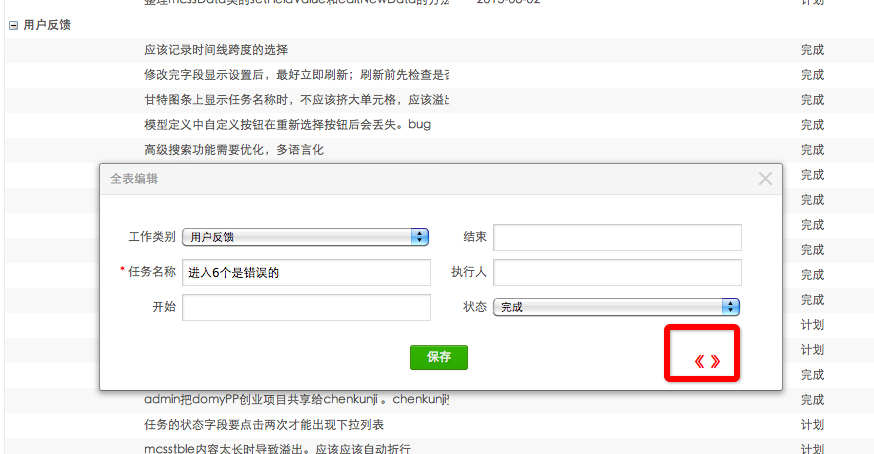 整理mcssData类的setFieldValue和editNewData的方法 2013-08-02 计划
用户反馈
应该记录时间线跨度的选择 完成
修改完字段显示设置后，最好立即刷新；刷新前先检查是否 完成
甘特图条上显示任务名称时，不应该挤大单元格，应该溢出 完成
模型定义中自定义按钮在重新选择按钮后会丢失。bug 完成
高级搜索功能需要优化，多语言化 完成
全表编辑 完成
完成
工作类别 用户反馈 结束 完成
完成
* 任务名称 进入6个是错误的 执行人 完成
开始 状态 完成 完成
计划
保存 《 》 计划
完成
admin把domyPP创业项目共享给chenkunji 。chenkunji 完成
任务的状态字段要点击两次才能出现下拉列表 计划
mcsstble内容太长时导致溢出。应该应该自动折行 计划